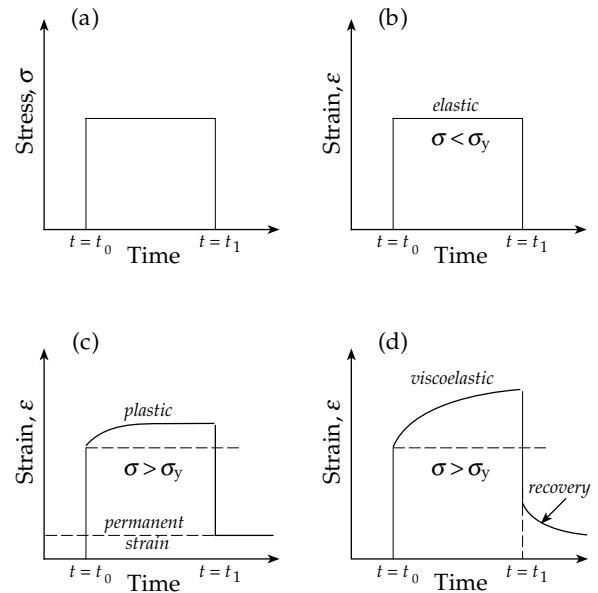 (a)
Stress, σ
t = t₀
t = t₁
Time
(b)
Strain, ε
elastic
σ < σy
t = t₀
t = t₁
Time
(c)
Strain, ε
plastic
σ > σy
permanent
strain
t = t₀
t = t₁
Time
(d)
Strain, ε
viscoelastic
σ > σy
recovery
t = t₀
t = t₁
Time